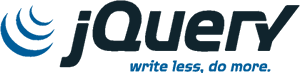 jQuery
write less, do more.